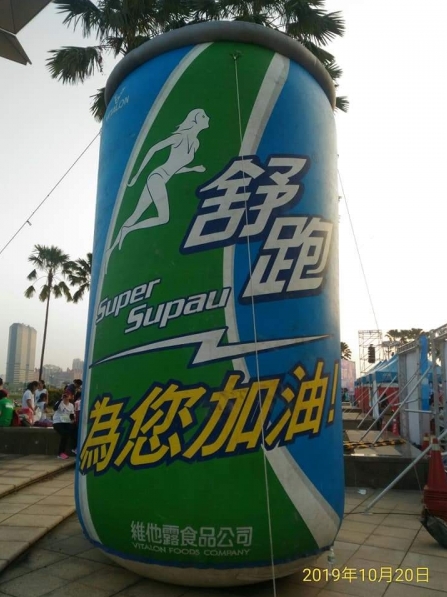 VITALON
舒跑
Super
Supau
為您加油!
維他露食品公司
VITALON FOODS COMPANY
2019年10月20日